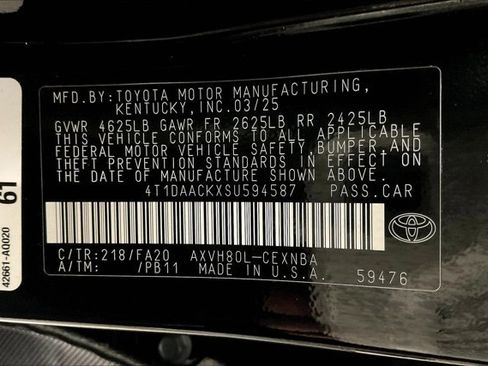 MFD.BY: TOYOTA MOTOR MANUFACTURING,
KENTUCKY, INC. 03/25
GVWR 4625LB GAWR FR 2625LB RR 2425LB
THIS VEHICLE CONFORMS TO ALL APPLICABLE
FEDERAL MOTOR VEHICLE SAFETY, BUMPER, AND
THEFT PREVENTION STANDARDS IN EFFECT ON
THE DATE OF MANUFACTURE SHOWN ABOVE.
4T1DAACKXSU594587 PASS.CAR
C/TR:218/FA20 AXVH80L-CEXNBA
A/TM: /PB11 MADE IN U.S.A. 59476
TOYOTA
42661-AQ020
61